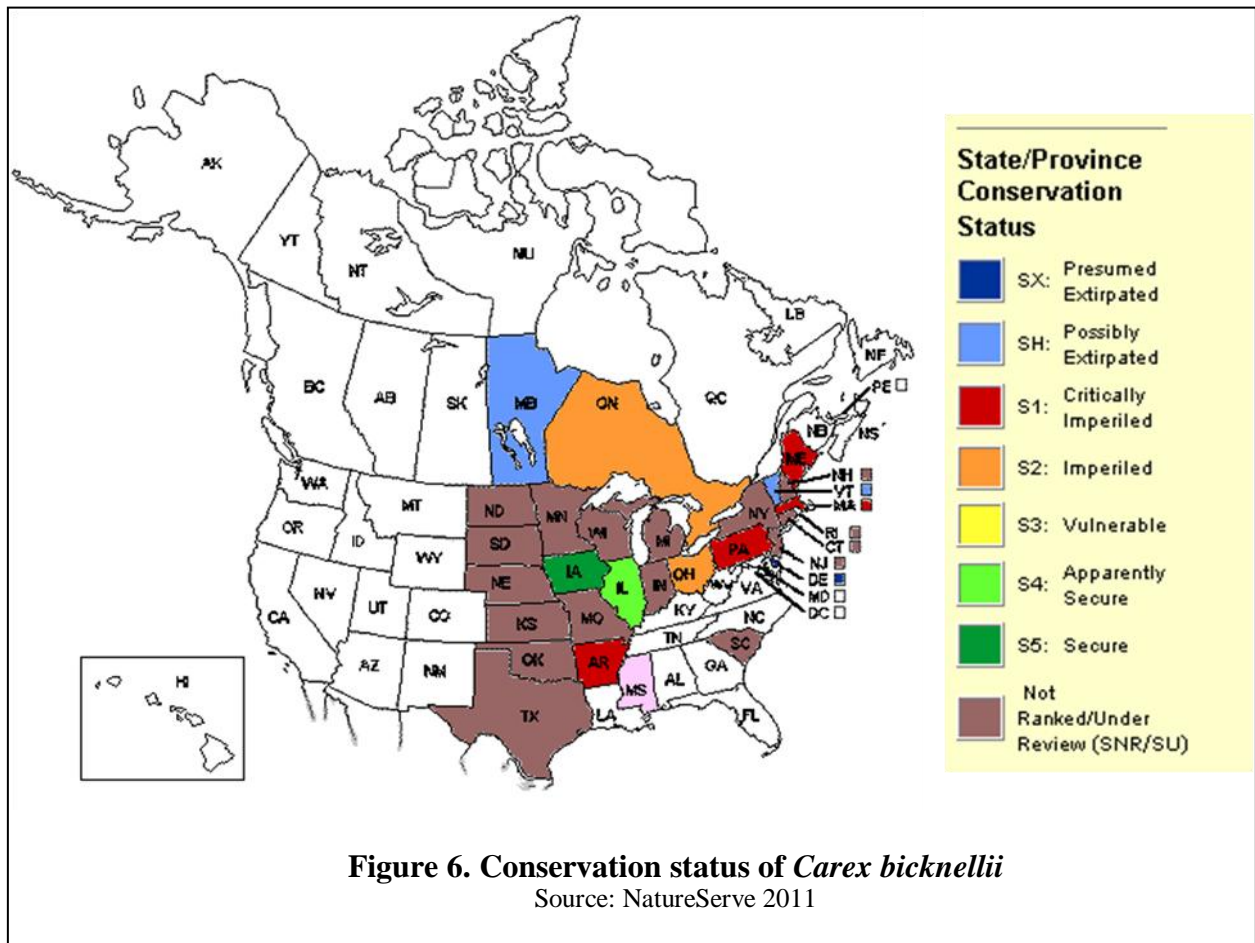 AK
YT
NT
NU
BC
AB
SK
MB
ON
QC
LB
NF
PE
NB
NS
WA
OR
ID
MT
WY
NV
UT
CO
CA
AZ
NM
ND
SD
NE
KS
OK
TX
MN
WI
MI
IA
IL
IN
OH
MO
KY
WV
VA
TN
NC
SC
AR
MS
AL
GA
LA
FL
NY
PA
ME
NH
VT
MA
RI
CT
NJ
DE
MD
DC
HI
State/Province
Conservation
Status
SX: Presumed
Extirpated
SH: Possibly
Extirpated
S1: Critically
Imperiled
S2: Imperiled
S3: Vulnerable
S4: Apparently
Secure
S5: Secure
Not
Ranked/Under
Review (SNR/SU)
Figure 6. Conservation status of Carex bicknellii
Source: NatureServe 2011